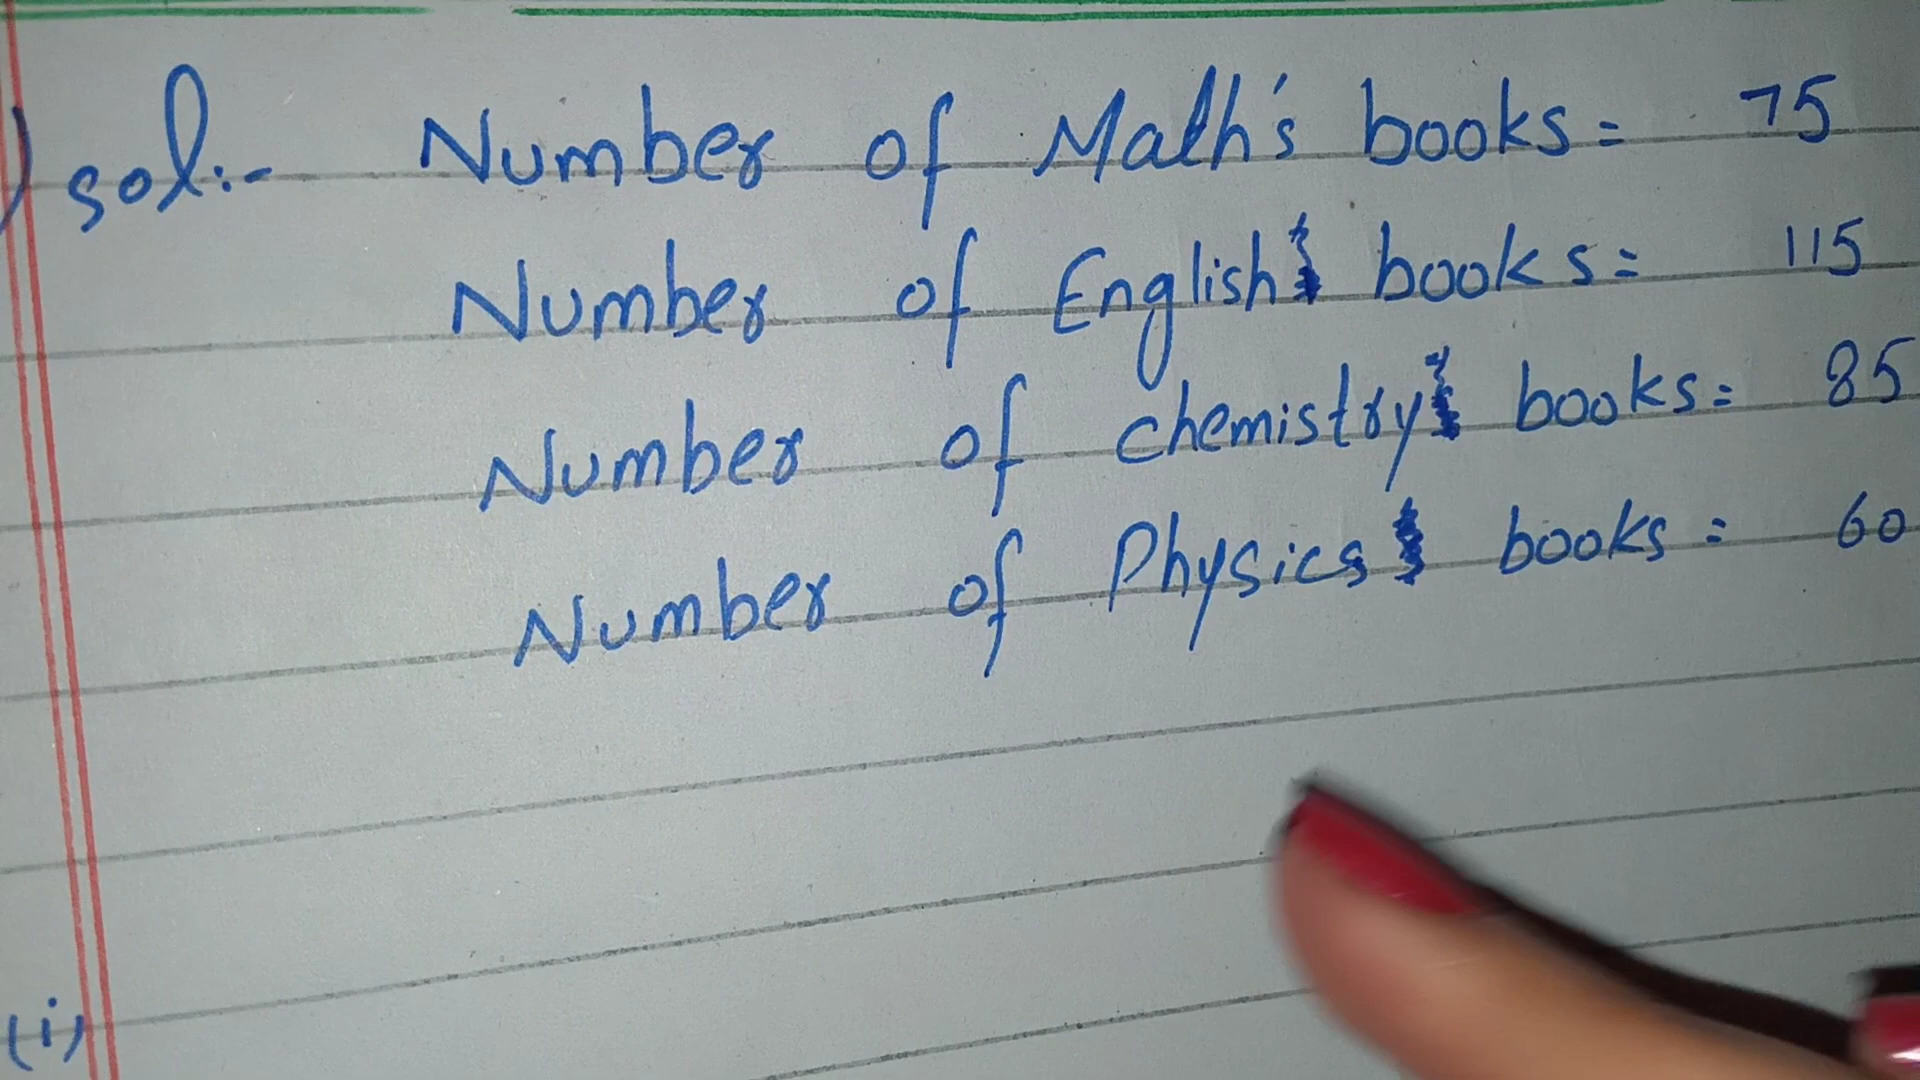 ) sol:- Number of Math's books = 75
Number of English books = 115
Number of chemistry books = 85
Number of Physics books = 60
(i)